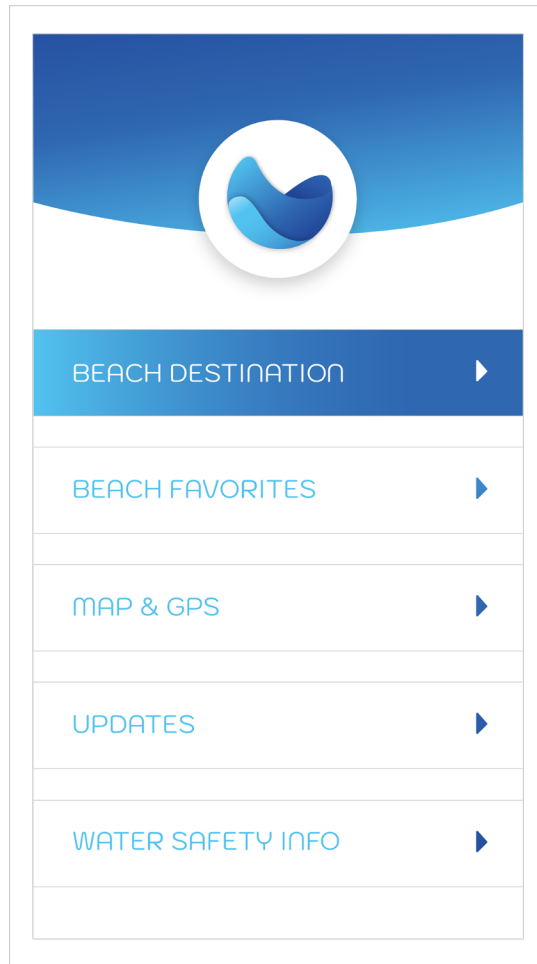 BEACH DESTINATION
BEACH FAVORITES
MAP & GPS
UPDATES
WATER SAFETY INFO